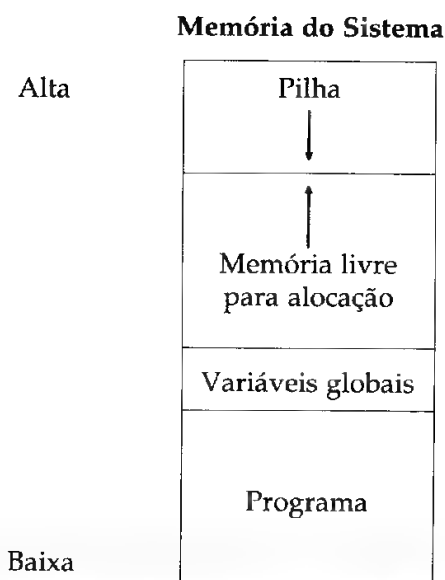 Memória do Sistema
Alta
Pilha
Memória livre
para alocação
Variáveis globais
Programa
Baixa